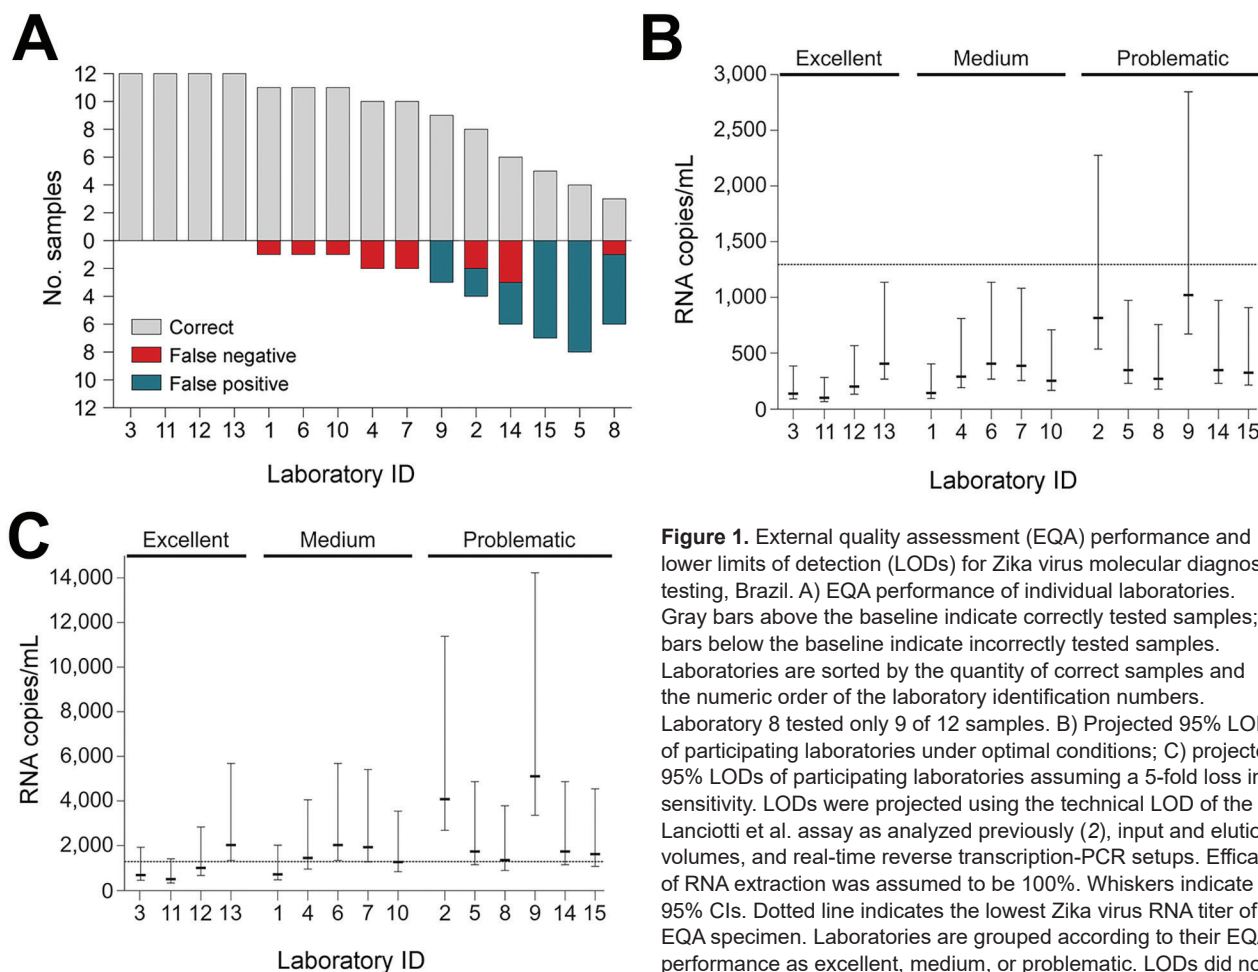 A
12
10
8
6
4
2
0
2
4
6
8
10
12
No. samples
Correct
False negative
False positive
3 11 12 13 1 6 10 4 7 9 2 14 15 5 8
Laboratory ID
B
Excellent Medium Problematic
3,000
2,500
2,000
1,500
1,000
500
0
RNA copies/mL
3 11 12 13 1 4 6 7 10 2 5 8 9 14 15
Laboratory ID
C
Excellent Medium Problematic
14,000
12,000
10,000
8,000
6,000
4,000
2,000
0
RNA copies/mL
3 11 12 13 1 4 6 7 10 2 5 8 9 14 15
Laboratory ID
Figure 1. External quality assessment (EQA) performance and
lower limits of detection (LODs) for Zika virus molecular diagnos
testing, Brazil. A) EQA performance of individual laboratories.
Gray bars above the baseline indicate correctly tested samples;
bars below the baseline indicate incorrectly tested samples.
Laboratories are sorted by the quantity of correct samples and
the numeric order of the laboratory identification numbers.
Laboratory 8 tested only 9 of 12 samples. B) Projected 95% LO
of participating laboratories under optimal conditions; C) project
95% LODs of participating laboratories assuming a 5-fold loss in
sensitivity. LODs were projected using the technical LOD of the
Lanciotti et al. assay as analyzed previously (2), input and elutio
volumes, and real-time reverse transcription-PCR setups. Effica
of RNA extraction was assumed to be 100%. Whiskers indicate
95% CIs. Dotted line indicates the lowest Zika virus RNA titer of
EQA specimen. Laboratories are grouped according to their EQ
performance as excellent, medium, or problematic. LODs did no